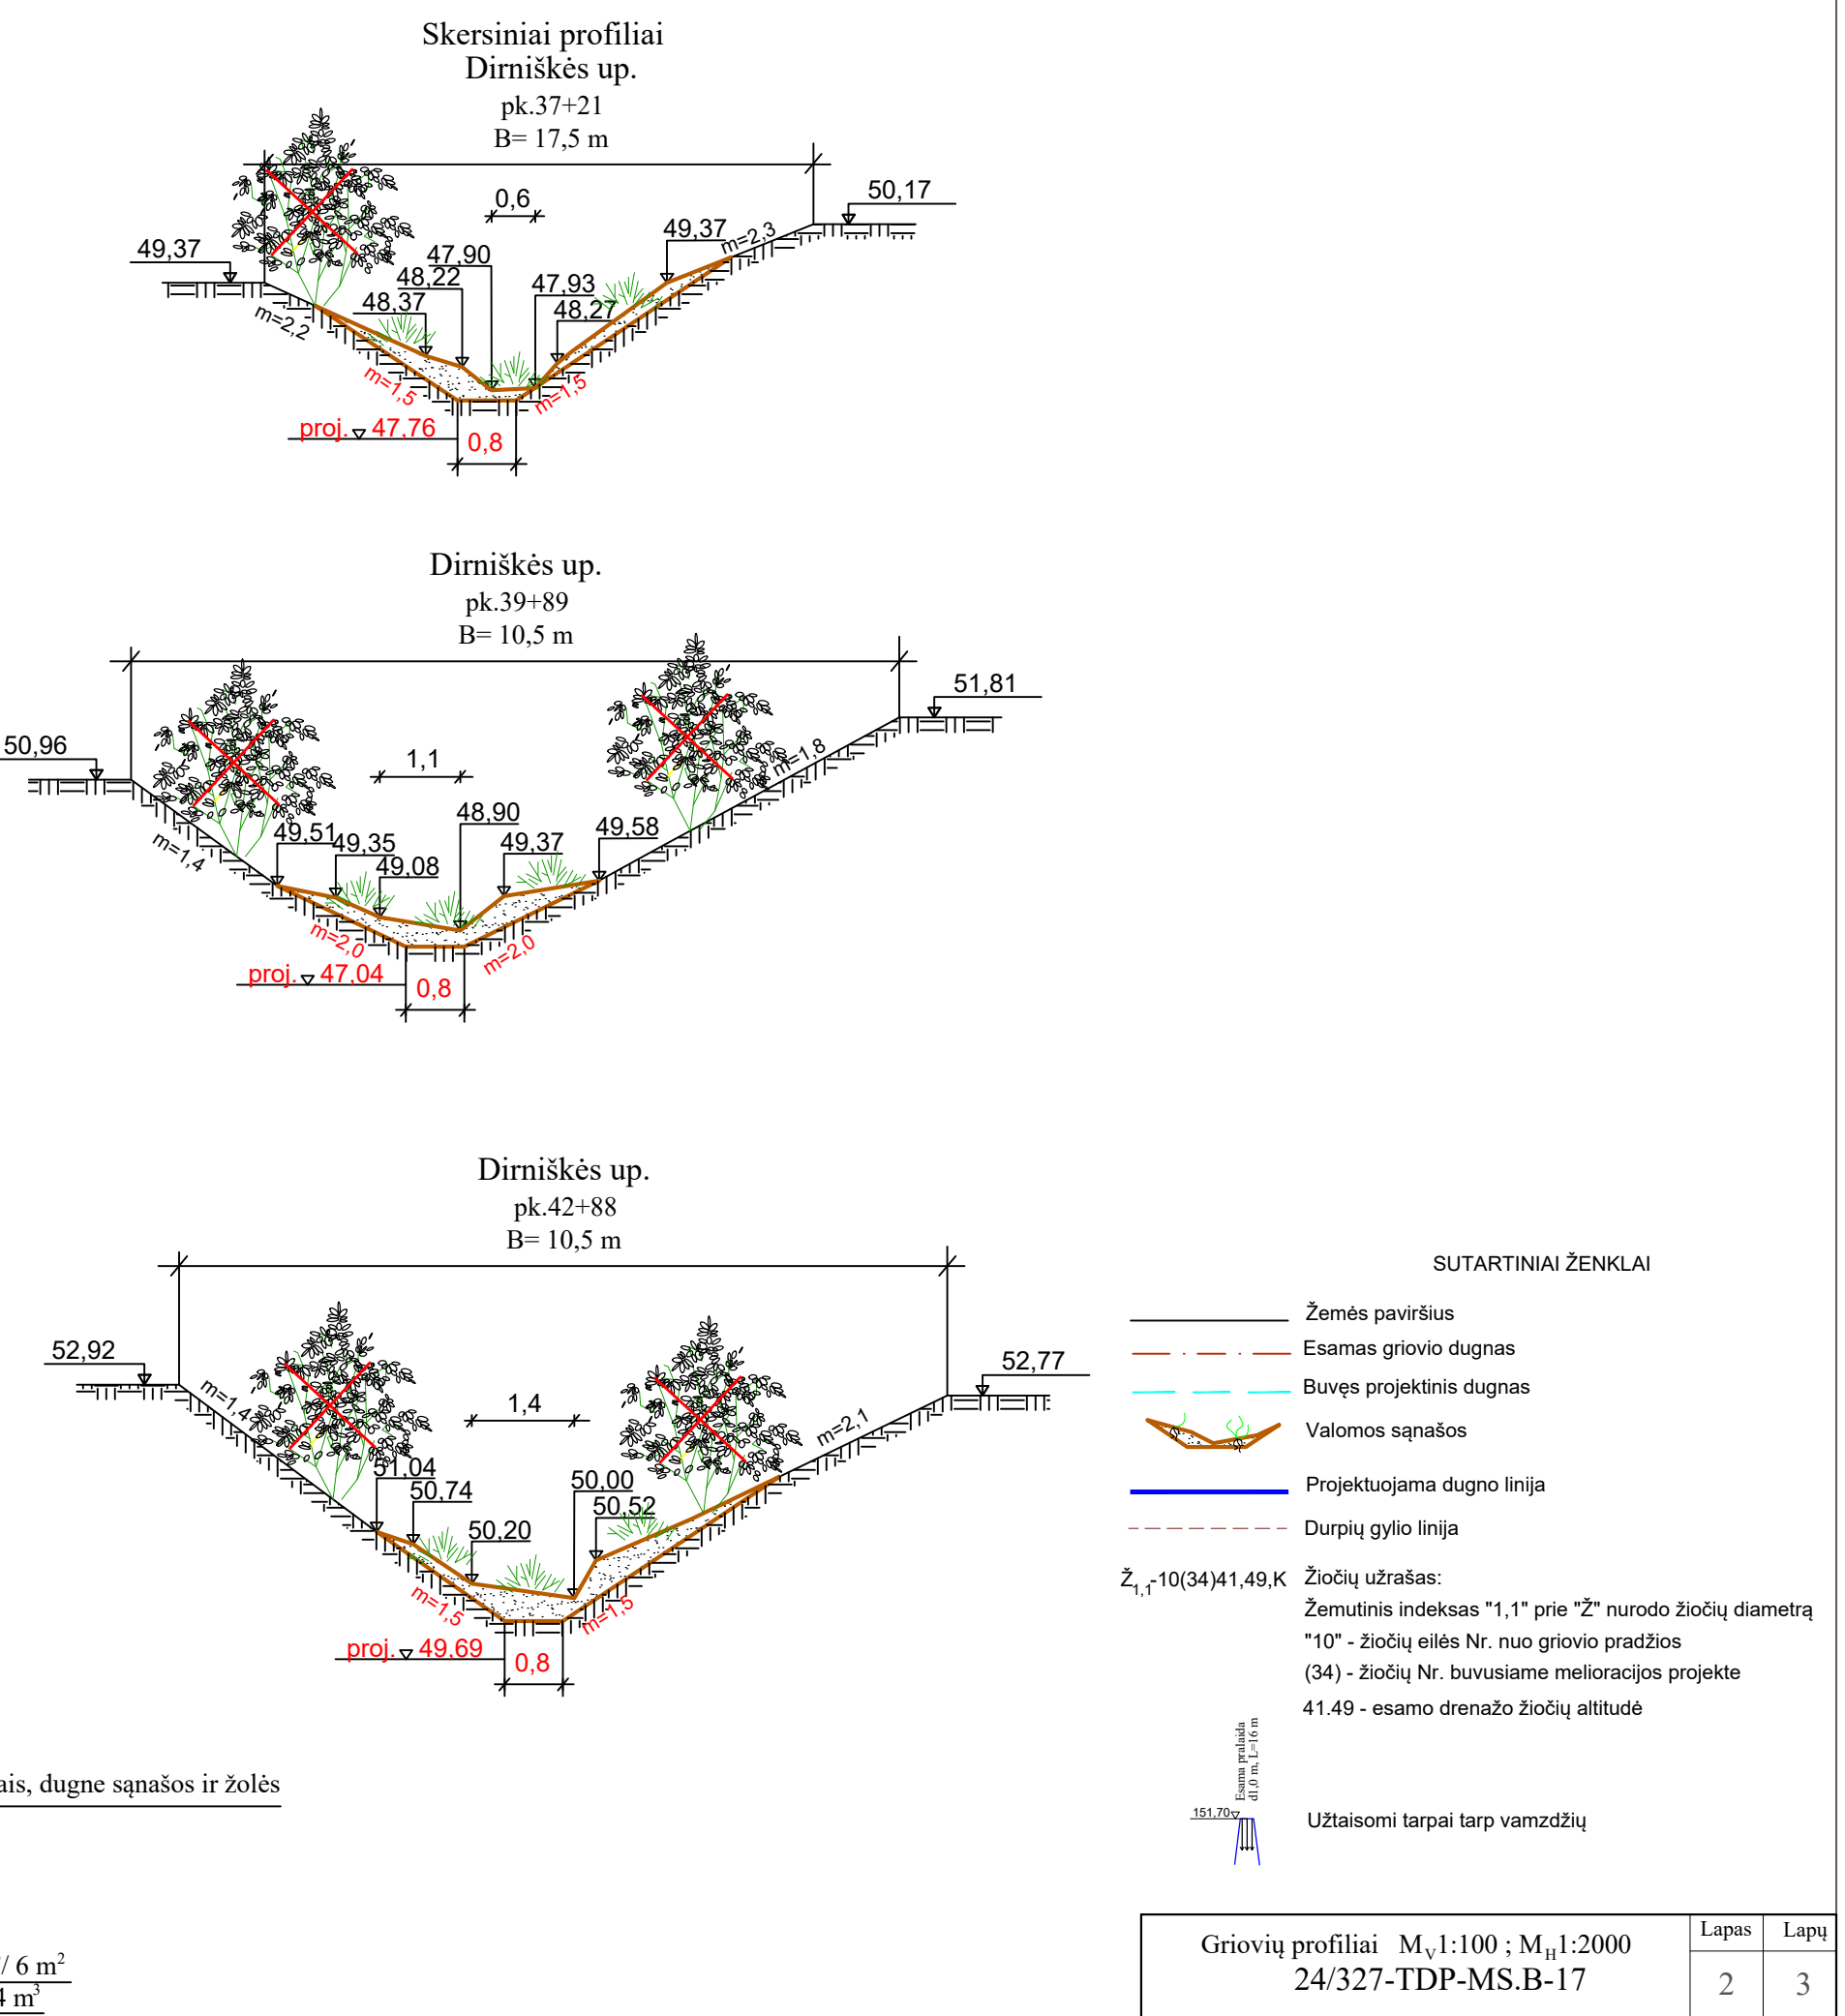 Skersiniai profiliai
Dirniškės up.
pk.37+21
B= 17,5 m
50,17
0,6
49,37
m=2,3
49,37
47,90
48,22
47,93
48,37
48,27
m=2,2
m=1,5
m=1,5
proj. 47,76
0,8
Dirniškės up.
pk.39+89
B= 10,5 m
51,81
50,96
1,1
m=1,8
48,90
49,51
49,35
49,37
49,58
49,08
m=1,4
m=2,0
m=2,0
proj. 47,04
0,8
Dirniškės up.
pk.42+88
B= 10,5 m
52,92
52,77
m=1,4
1,4
m=2,1
51,04
50,74
50,00
50,52
50,20
m=1,5
m=1,5
proj. 49,69
0,8
SUTARTINIAI ŽENKLAI
Žemės paviršius
Esamas griovio dugnas
Buvęs projektinis dugnas
Valomos sąnašos
Projektuojama dugno linija
Durpių gylio linija
Ž1,1-10(34)41,49,K Žiočių užrašas:
Žemutinis indeksas "1,1" prie "Ž" nurodo žiočių diametrą
"10" - žiočių eilės Nr. nuo griovio pradžios
(34) - žiočių Nr. buvusiame melioracijos projekte
41.49 - esamo drenažo žiočių altitudė
Esama pralaida
d1,0 m, L=16 m
151,70
Užtaisomi tarpai tarp vamzdžių
ais, dugne sąnašos ir žolės
/ 6 m²
4 m³
Griovių profiliai MV1:100 ; MH1:2000
24/327-TDP-MS.B-17
Lapas Lapų
2 3